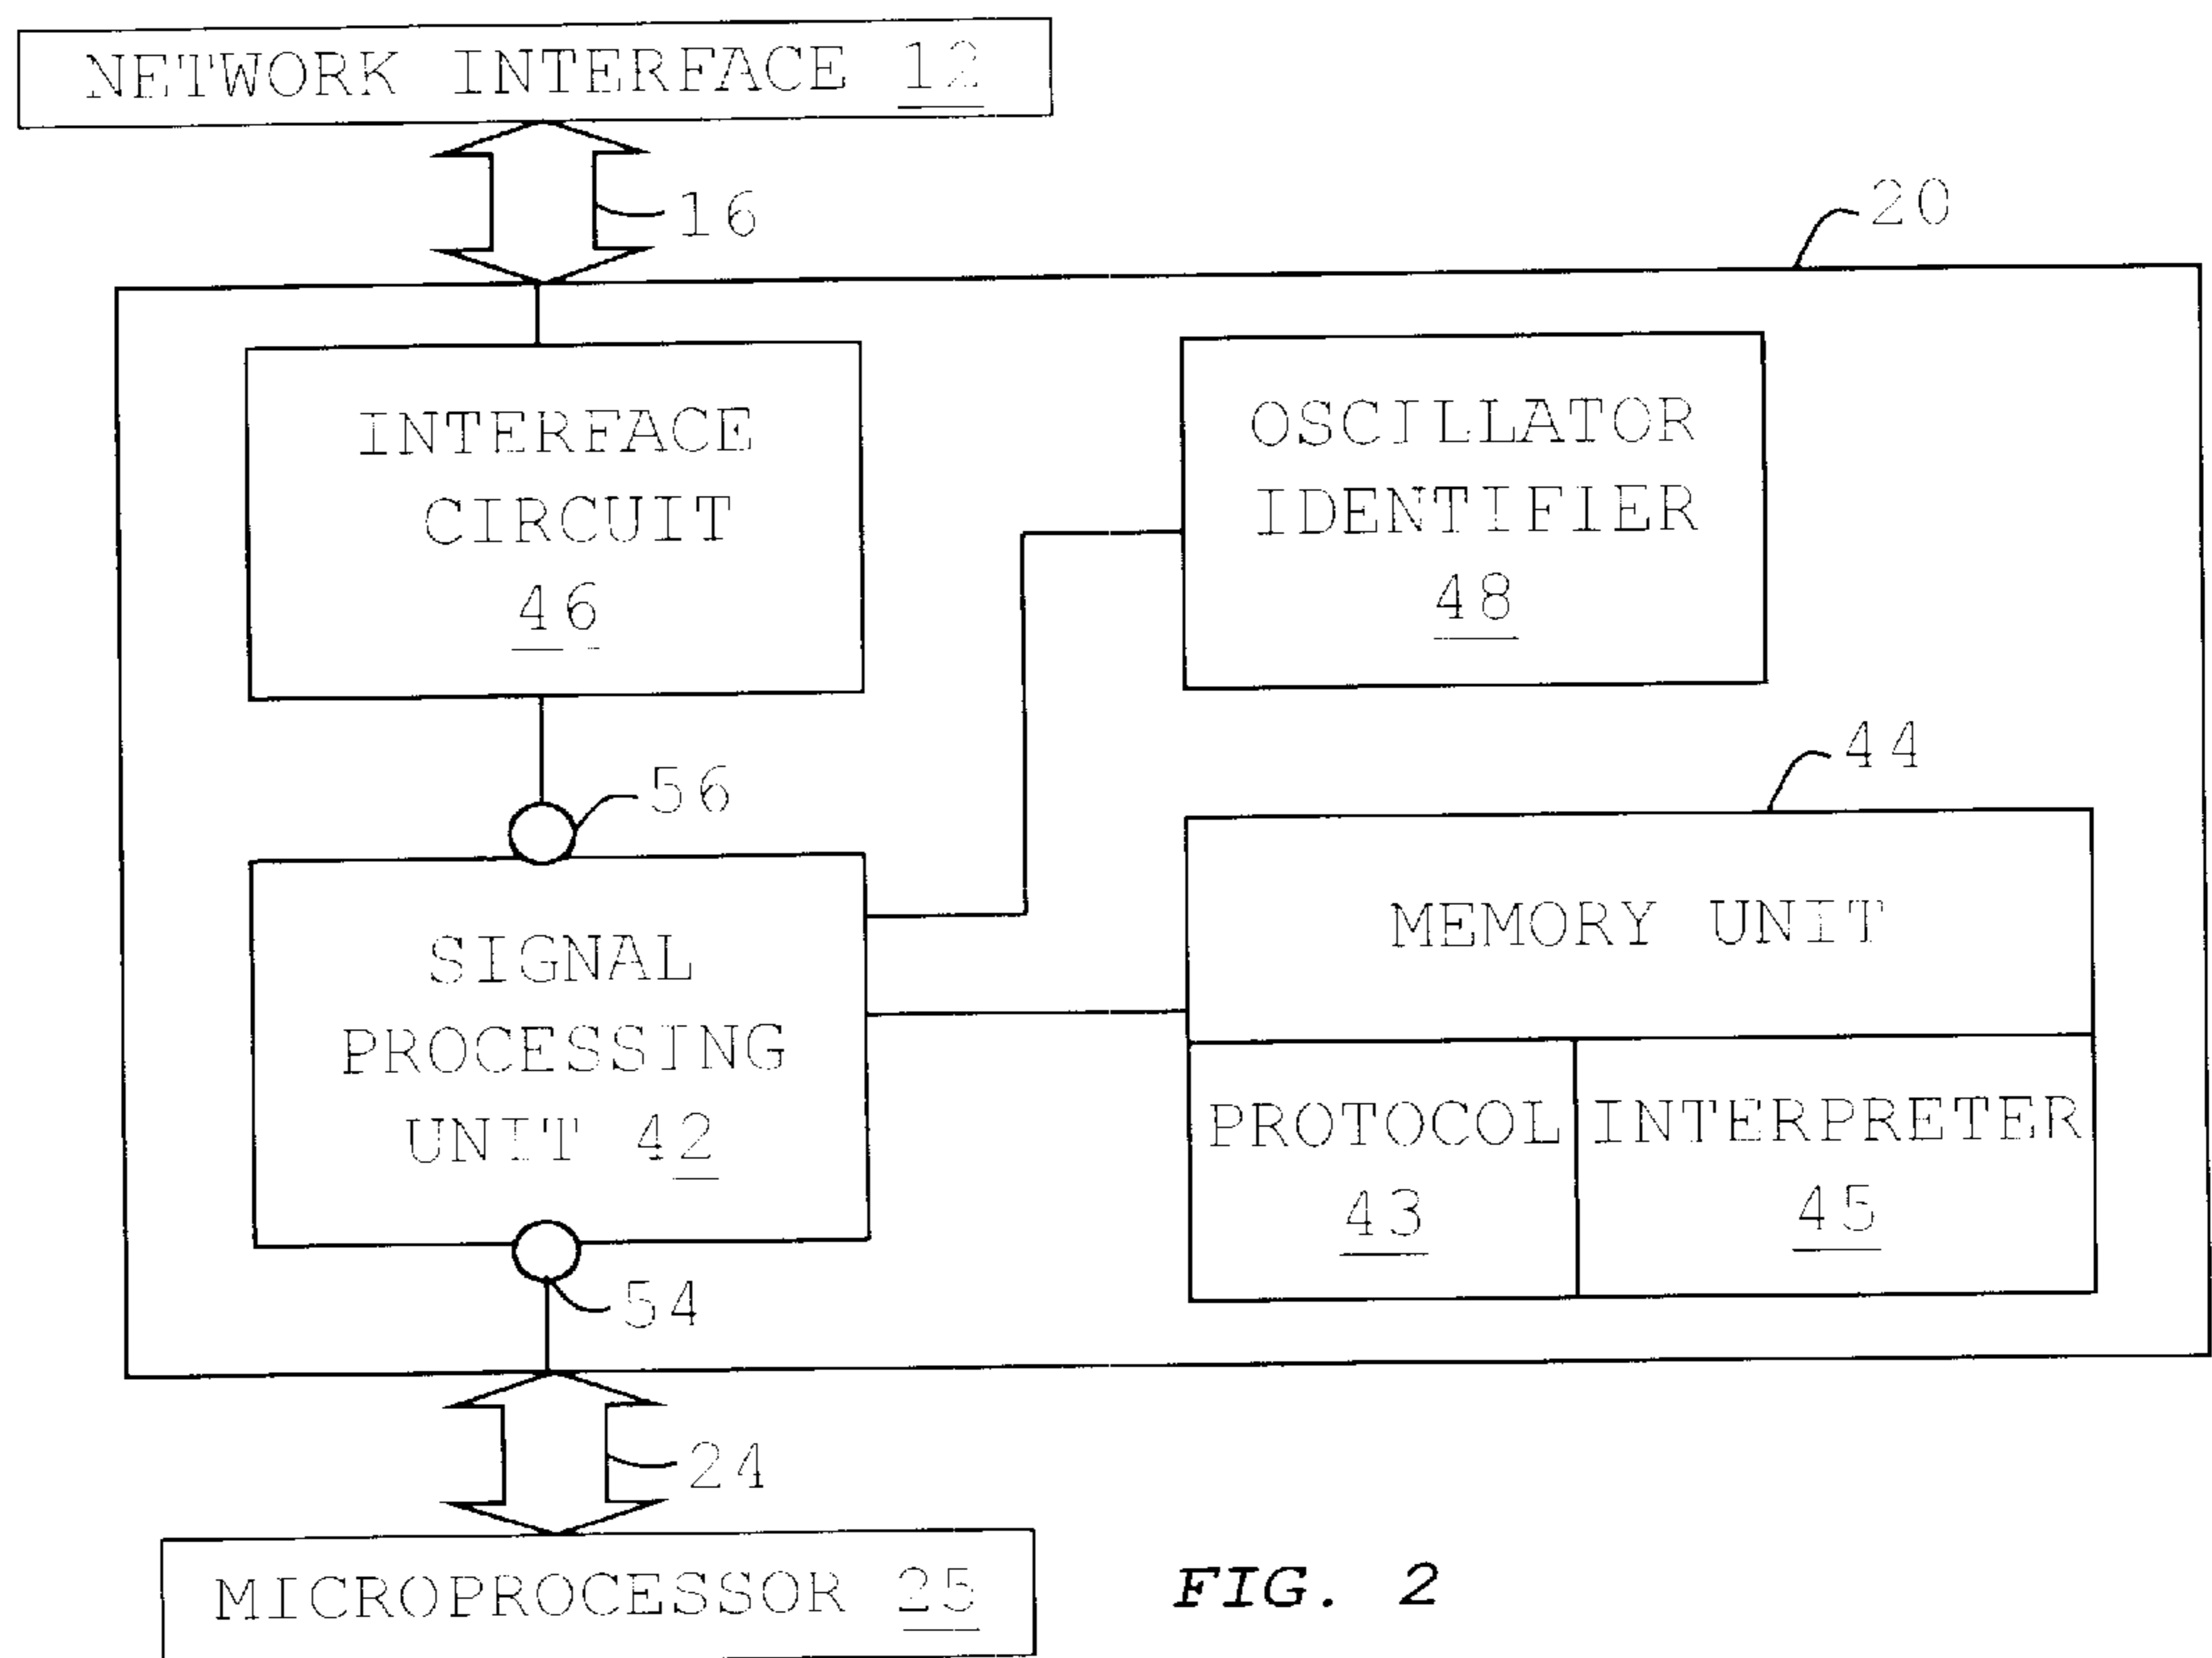 NETWORK INTERFACE 12
16
20
INTERFACE
CIRCUIT
46
OSCILLATOR
IDENTIFIER
48
56
44
SIGNAL
PROCESSING
UNIT 42
MEMORY UNIT
PROTOCOL
43
INTERPRETER
45
54
24
MICROPROCESSOR 25
FIG. 2